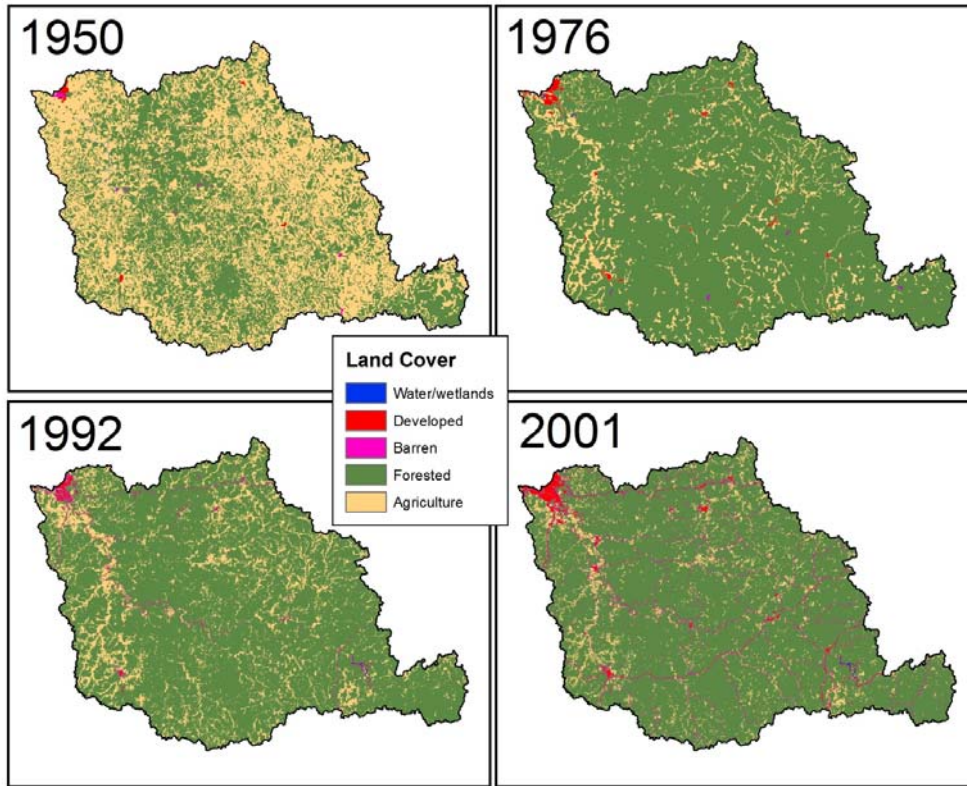 1950
1976
Land Cover
Water/wetlands
Developed
Barren
Forested
Agriculture
1992
2001